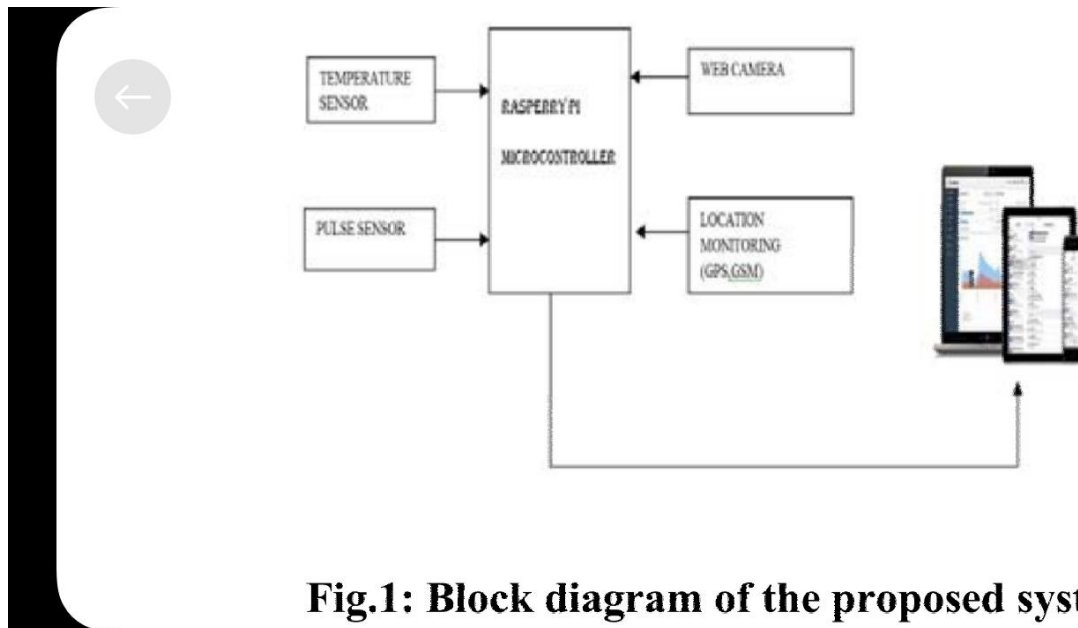 TEMPERATURE
SENSOR
RASPERRY PI
MICROCONTROLLER
WEB CAMERA
PULSE SENSOR
LOCATION
MONITORING
(GPS,GSM)
Fig.1: Block diagram of the proposed syst